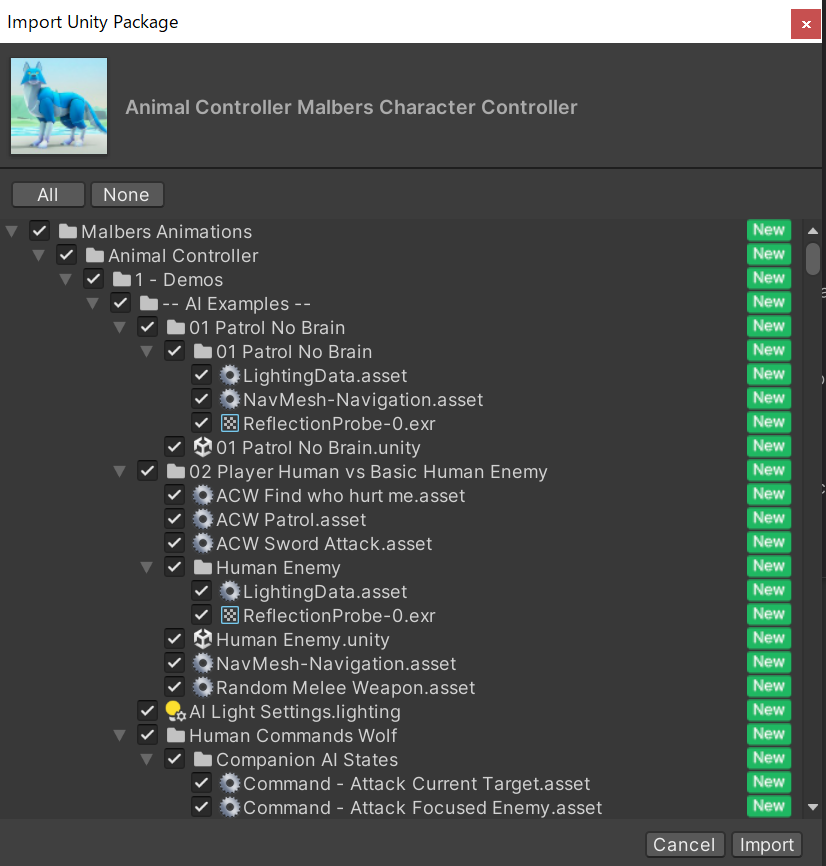 Import Unity Package
Animal Controller Malbers Character Controller
All None
Malbers Animations New
Animal Controller New
1 - Demos New
-- AI Examples -- New
01 Patrol No Brain New
01 Patrol No Brain New
LightingData.asset New
NavMesh-Navigation.asset New
ReflectionProbe-0.exr New
01 Patrol No Brain.unity New
02 Player Human vs Basic Human Enemy New
ACW Find who hurt me.asset New
ACW Patrol.asset New
ACW Sword Attack.asset New
Human Enemy New
LightingData.asset New
ReflectionProbe-0.exr New
Human Enemy.unity New
NavMesh-Navigation.asset New
Random Melee Weapon.asset New
AI Light Settings.lighting New
Human Commands Wolf New
Companion AI States New
Command - Attack Current Target.asset New
Command - Attack Focused Enemy.asset New
Cancel Import